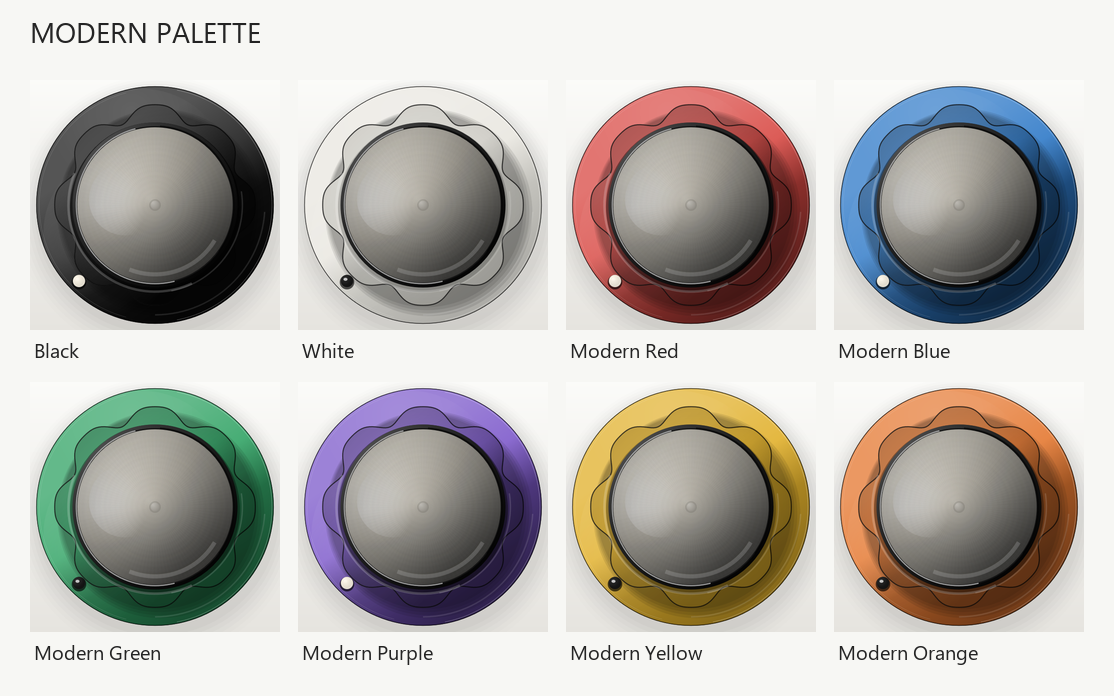 MODERN PALETTE
Black
White
Modern Red
Modern Blue
Modern Green
Modern Purple
Modern Yellow
Modern Orange